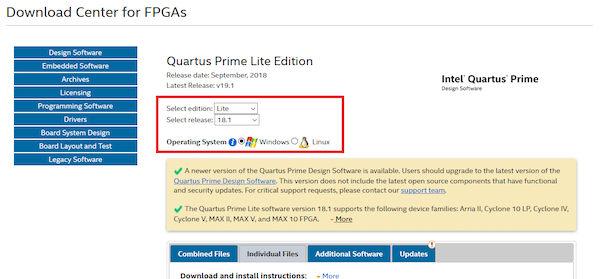 Download Center for FPGAs
Design Software
Embedded Software
Archives
Licensing
Programming Software
Drivers
Board System Design
Board Layout and Test
Legacy Software
Quartus Prime Lite Edition
Release date: September, 2018
Latest Release: v19.1
Intel® Quartus® Prime
Design Software
Select edition: Lite
Select release: 18.1
Operating System i Windows Linux
A newer version of the Quartus Prime Design Software is available. Users should upgrade to the latest version of the
Quartus Prime Design Software. This version does not include the latest open source components that have functional
and security updates. For critical support requests, please contact our support team.
The Quartus Prime Lite software version 18.1 supports the following device families: Arria II, Cyclone 10 LP, Cyclone IV,
Cyclone V, MAX II, MAX V, and MAX 10 FPGA. - More
Combined Files Individual Files Additional Software Updates !
Download and install instructions: - More